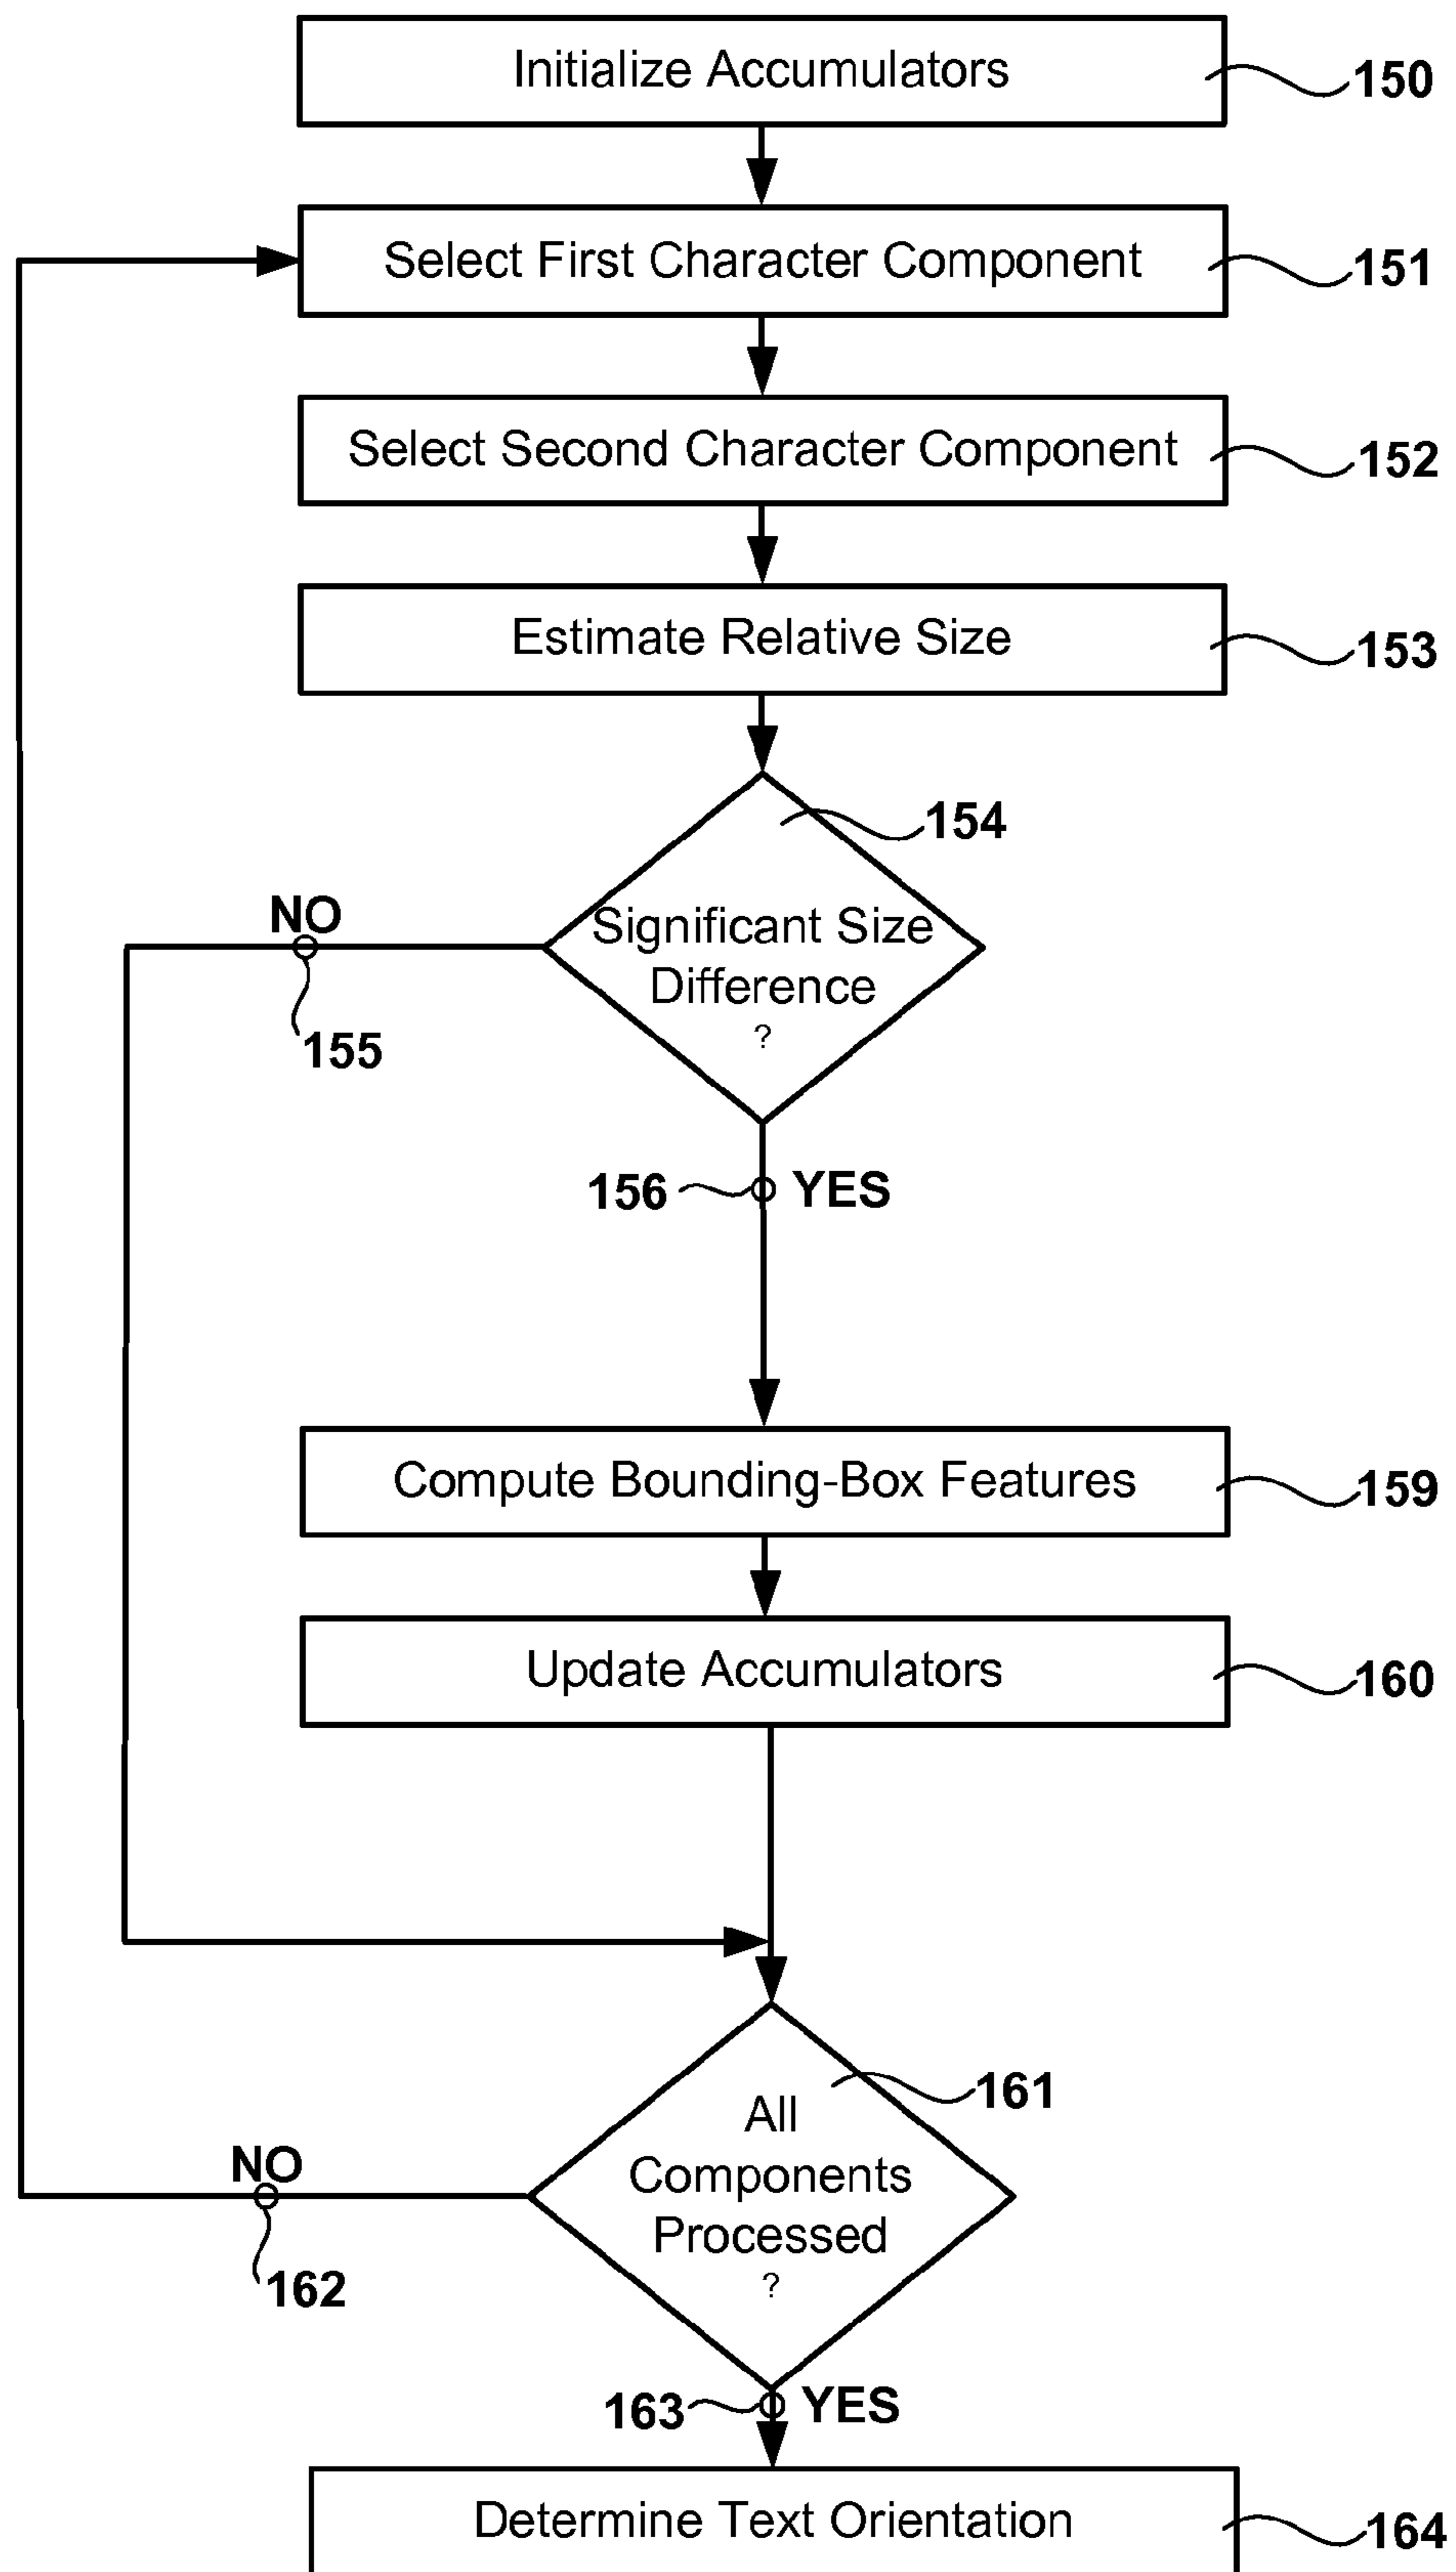 Initialize Accumulators
150
Select First Character Component
151
Select Second Character Component
152
Estimate Relative Size
153
154
Significant Size
Difference
?
NO
155
156
YES
Compute Bounding-Box Features
159
Update Accumulators
160
161
All
Components
Processed
?
NO
162
163
YES
Determine Text Orientation
164